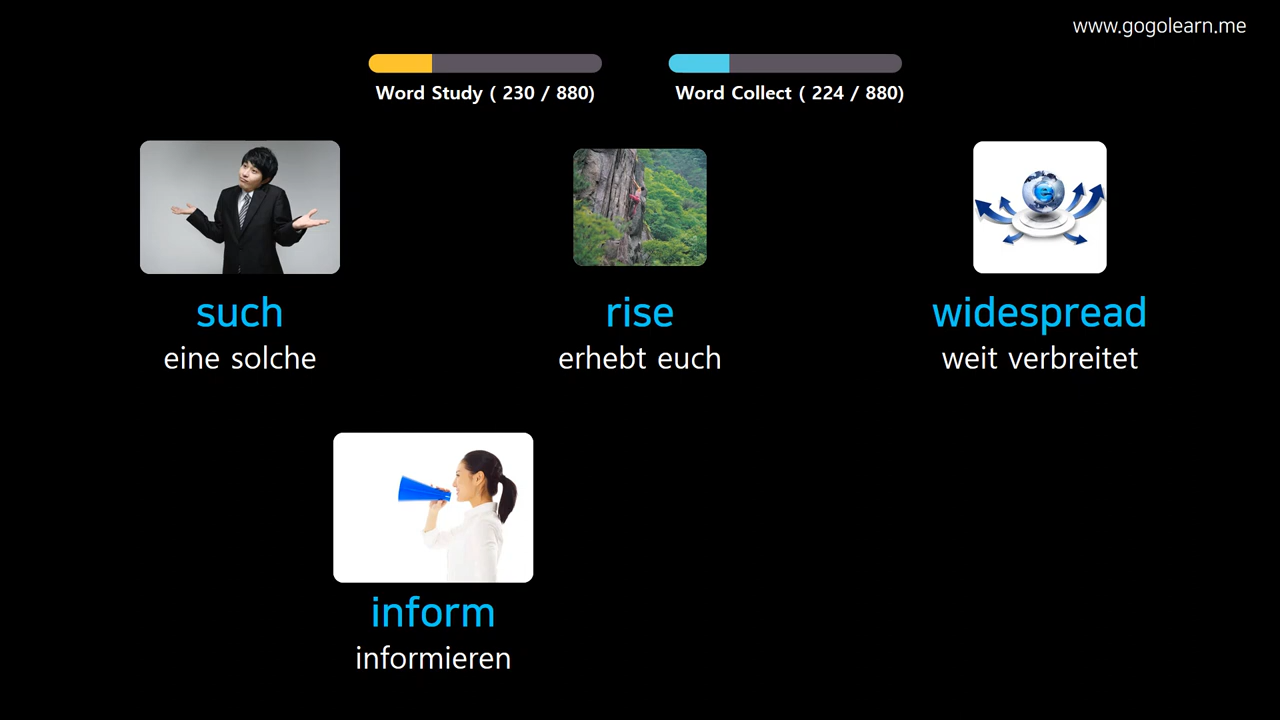 www.gogolearn.me
Word Study ( 230 / 880)
Word Collect ( 224 / 880)
such
eine solche
rise
erhebt euch
widespread
weit verbreitet
inform
informieren